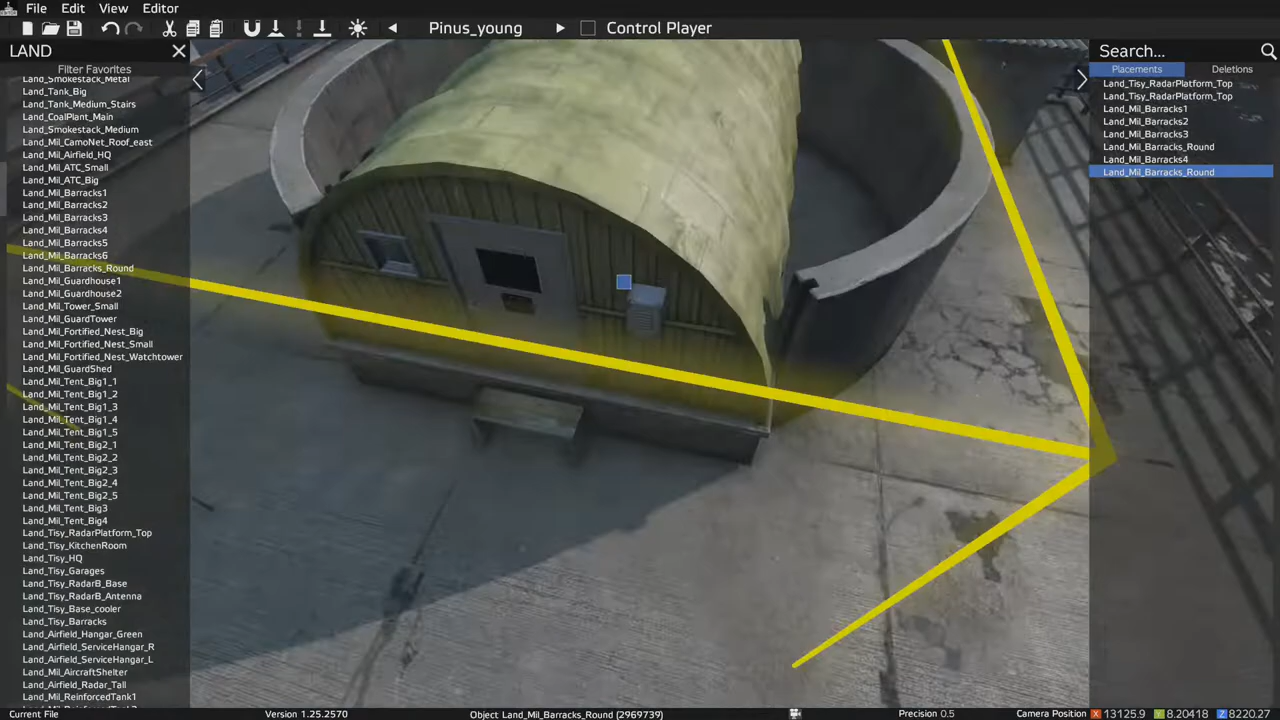 File Edit View Editor
Pinus_young Control Player
LAND
Filter Favorites
Land_Smokestack_Metal
Land_Tank_Big
Land_Tank_Medium_Stairs
Land_CoalPlant_Main
Land_Smokestack_Medium
Land_Mil_CamoNet_Roof_east
Land_Mil_Airfield_HQ
Land_Mil_ATC_Small
Land_Mil_ATC_Big
Land_Mil_Barracks1
Land_Mil_Barracks2
Land_Mil_Barracks3
Land_Mil_Barracks4
Land_Mil_Barracks5
Land_Mil_Barracks6
Land_Mil_Barracks_Round
Land_Mil_Guardhouse1
Land_Mil_Guardhouse2
Land_Mil_Tower_Small
Land_Mil_GuardTower
Land_Mil_Fortified_Nest_Big
Land_Mil_Fortified_Nest_Small
Land_Mil_Fortified_Nest_Watchtower
Land_Mil_GuardShed
Land_Mil_Tent_Big1_1
Land_Mil_Tent_Big1_2
Land_Mil_Tent_Big1_3
Land_Mil_Tent_Big1_4
Land_Mil_Tent_Big1_5
Land_Mil_Tent_Big2_1
Land_Mil_Tent_Big2_2
Land_Mil_Tent_Big2_3
Land_Mil_Tent_Big2_4
Land_Mil_Tent_Big2_5
Land_Mil_Tent_Big3
Land_Mil_Tent_Big4
Land_Tisy_RadarPlatform_Top
Land_Tisy_KitchenRoom
Land_Tisy_HQ
Land_Tisy_Garages
Land_Tisy_RadarB_Base
Land_Tisy_RadarB_Antenna
Land_Tisy_Base_cooler
Land_Tisy_Barracks
Land_Airfield_Hangar_Green
Land_Airfield_ServiceHangar_R
Land_Airfield_ServiceHangar_L
Land_Mil_AircraftShelter
Land_Airfield_Radar_Tall
Land_Mil_ReinforcedTank1
Search...
Placements Deletions
Land_Tisy_RadarPlatform_Top
Land_Tisy_RadarPlatform_Top
Land_Mil_Barracks1
Land_Mil_Barracks2
Land_Mil_Barracks3
Land_Mil_Barracks_Round
Land_Mil_Barracks4
Land_Mil_Barracks_Round
Current File Version 1.25.2570 Object Land_Mil_Barracks_Round (2969739) Precision 0.5 Camera Position X 13125.9 Y 8.20418 Z 8220.27